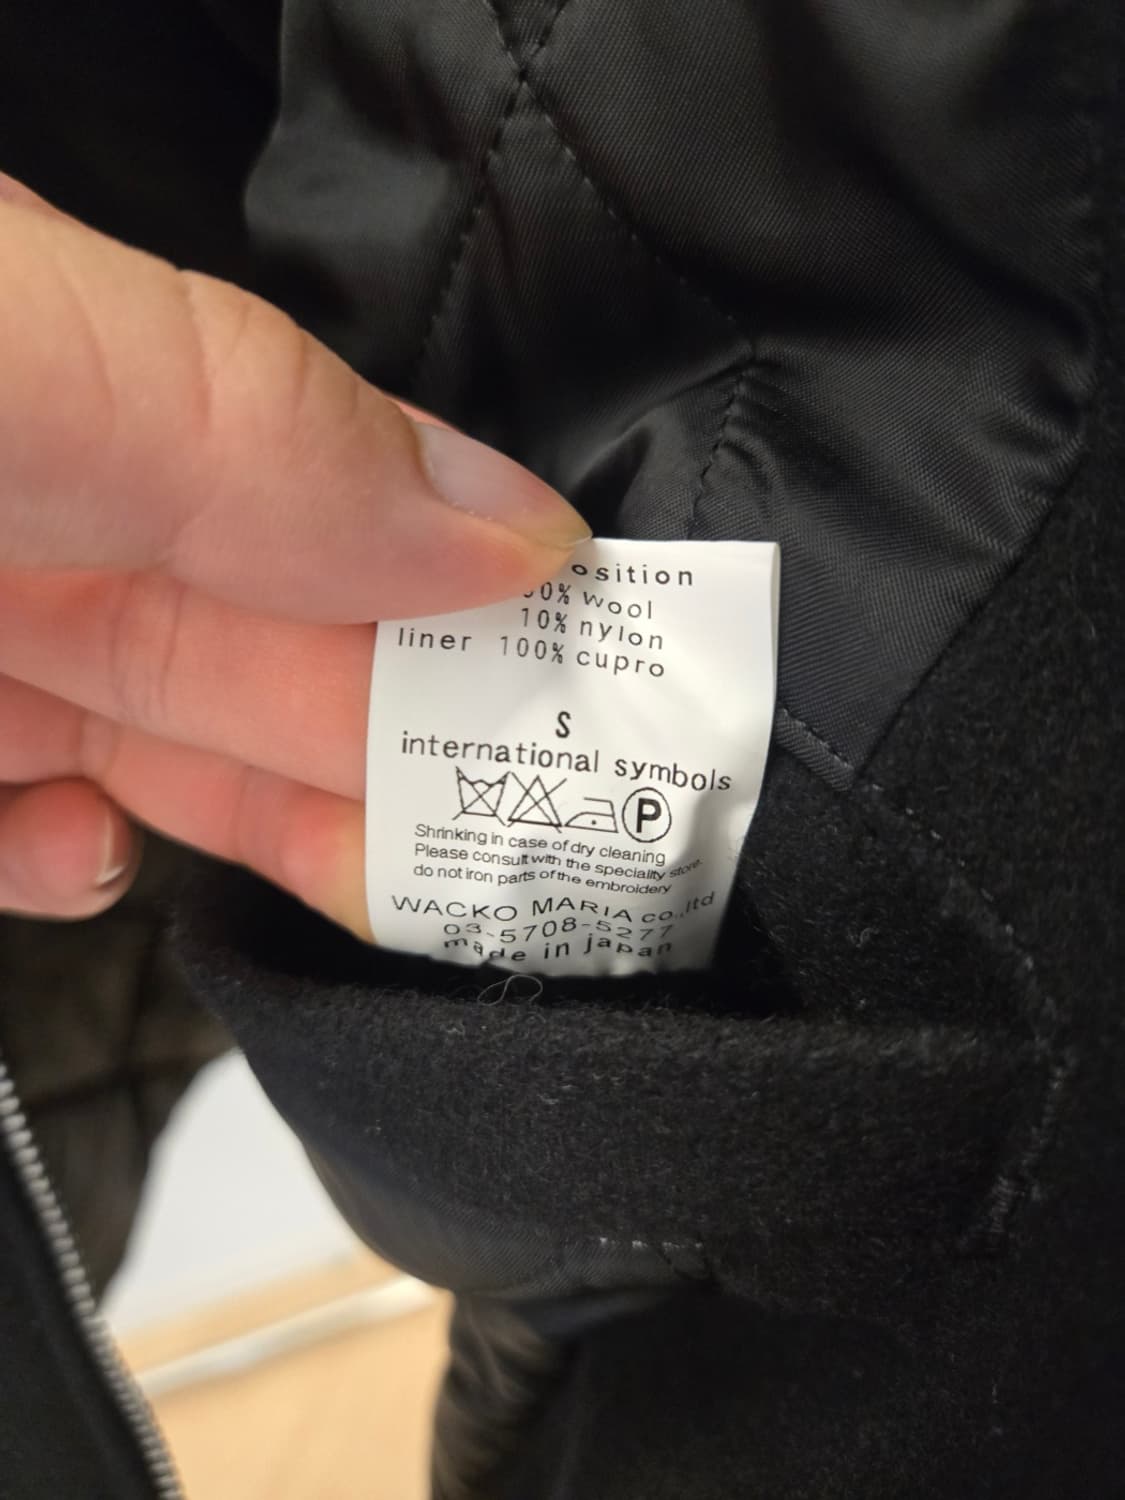 osition
0% wool
10% nylon
liner 100% cupro
S
international symbols
P
Shrinking in case of dry cleaning
Please consult with the speciality store.
do not iron parts of the embroidery
WACKO MARIA co.,ltd
03-5708-5277
made in japan